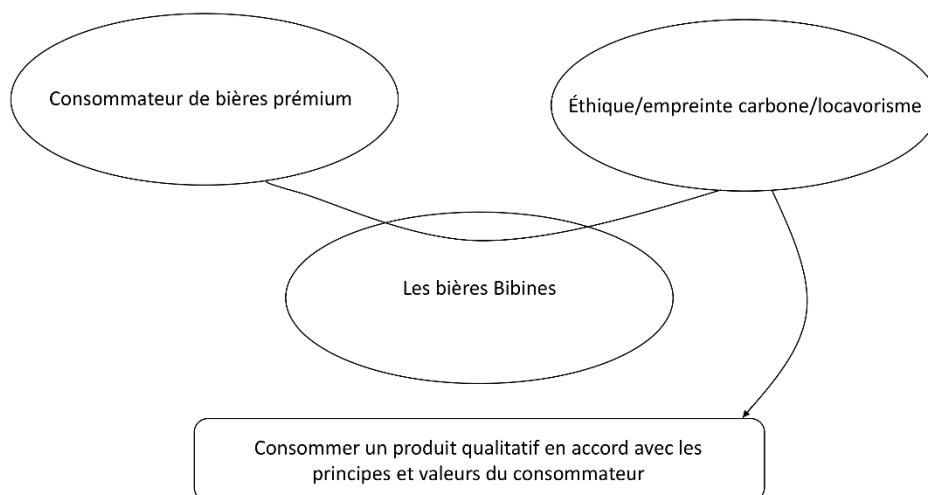 Consommateur de bières prémium
Éthique/empreinte carbone/locavorisme
Les bières Bibines
Consommer un produit qualitatif en accord avec les
principes et valeurs du consommateur